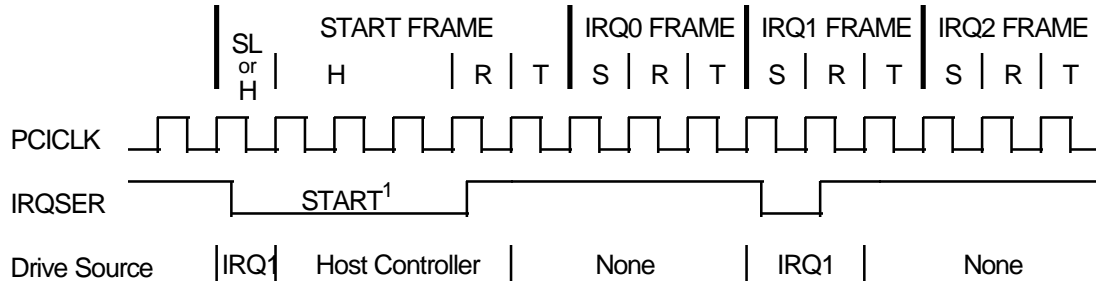 START FRAME IRQ0 FRAME IRQ1 FRAME IRQ2 FRAME
SL
or
H
H R T S R T S R T S R T
PCICLK
IRQSER START1
Drive Source IRQ1 Host Controller None IRQ1 None